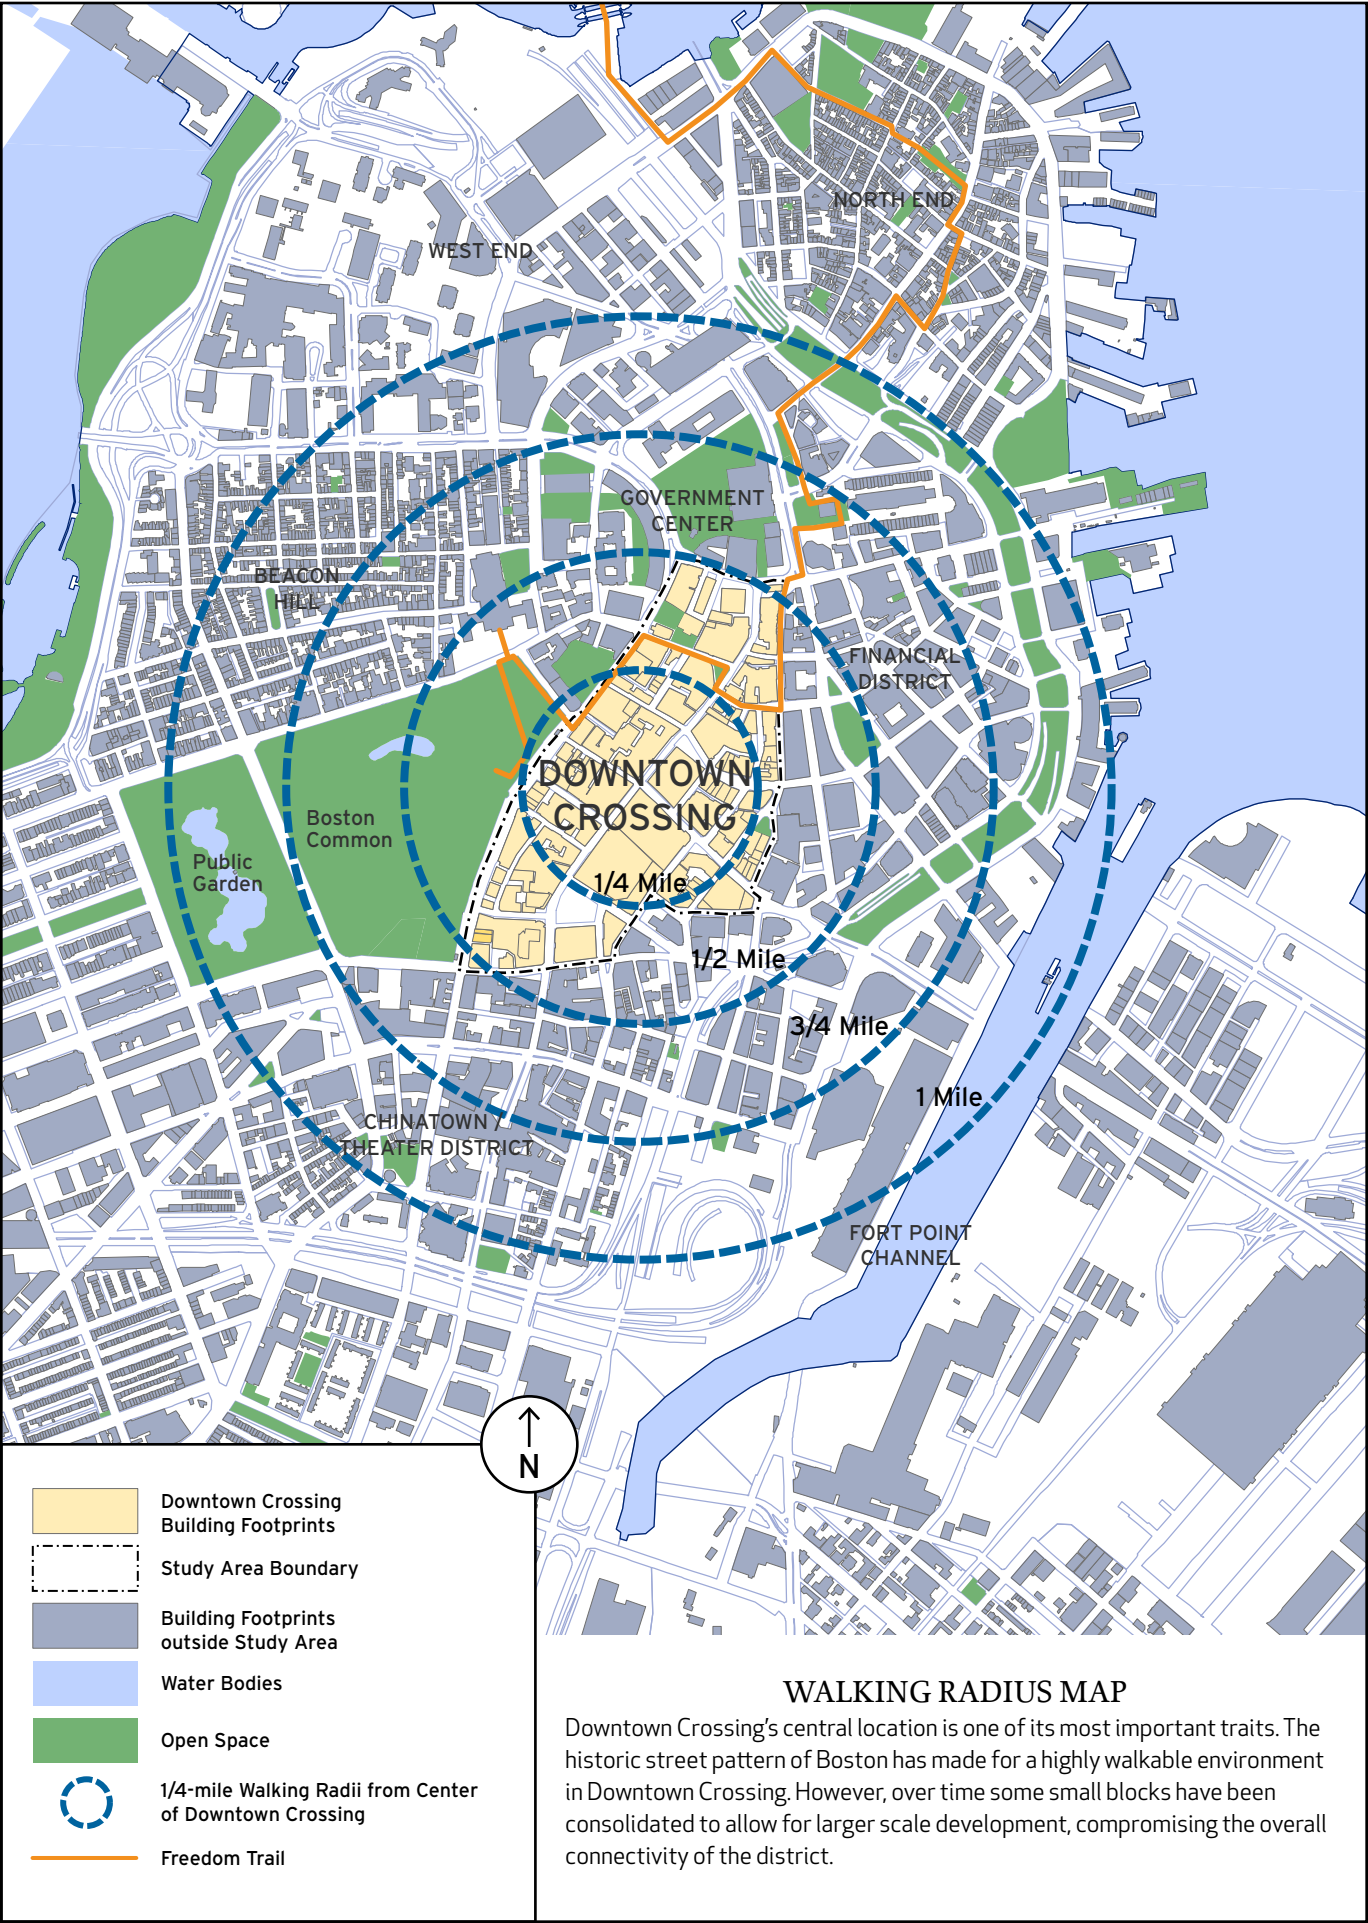 NORTH END
WEST END
GOVERNMENT
CENTER
BEACON
HILL
FINANCIAL
DISTRICT
DOWNTOWN
CROSSING
Boston
Common
Public
Garden
1/4 Mile
1/2 Mile
3/4 Mile
1 Mile
CHINATOWN /
THEATER DISTRICT
FORT POINT
CHANNEL
N
Downtown Crossing
Building Footprints
Study Area Boundary
Building Footprints
outside Study Area
Water Bodies
Open Space
1/4-mile Walking Radii from Center
of Downtown Crossing
Freedom Trail
WALKING RADIUS MAP
Downtown Crossing's central location is one of its most important traits. The
historic street pattern of Boston has made for a highly walkable environment
in Downtown Crossing. However, over time some small blocks have been
consolidated to allow for larger scale development, compromising the overall
connectivity of the district.